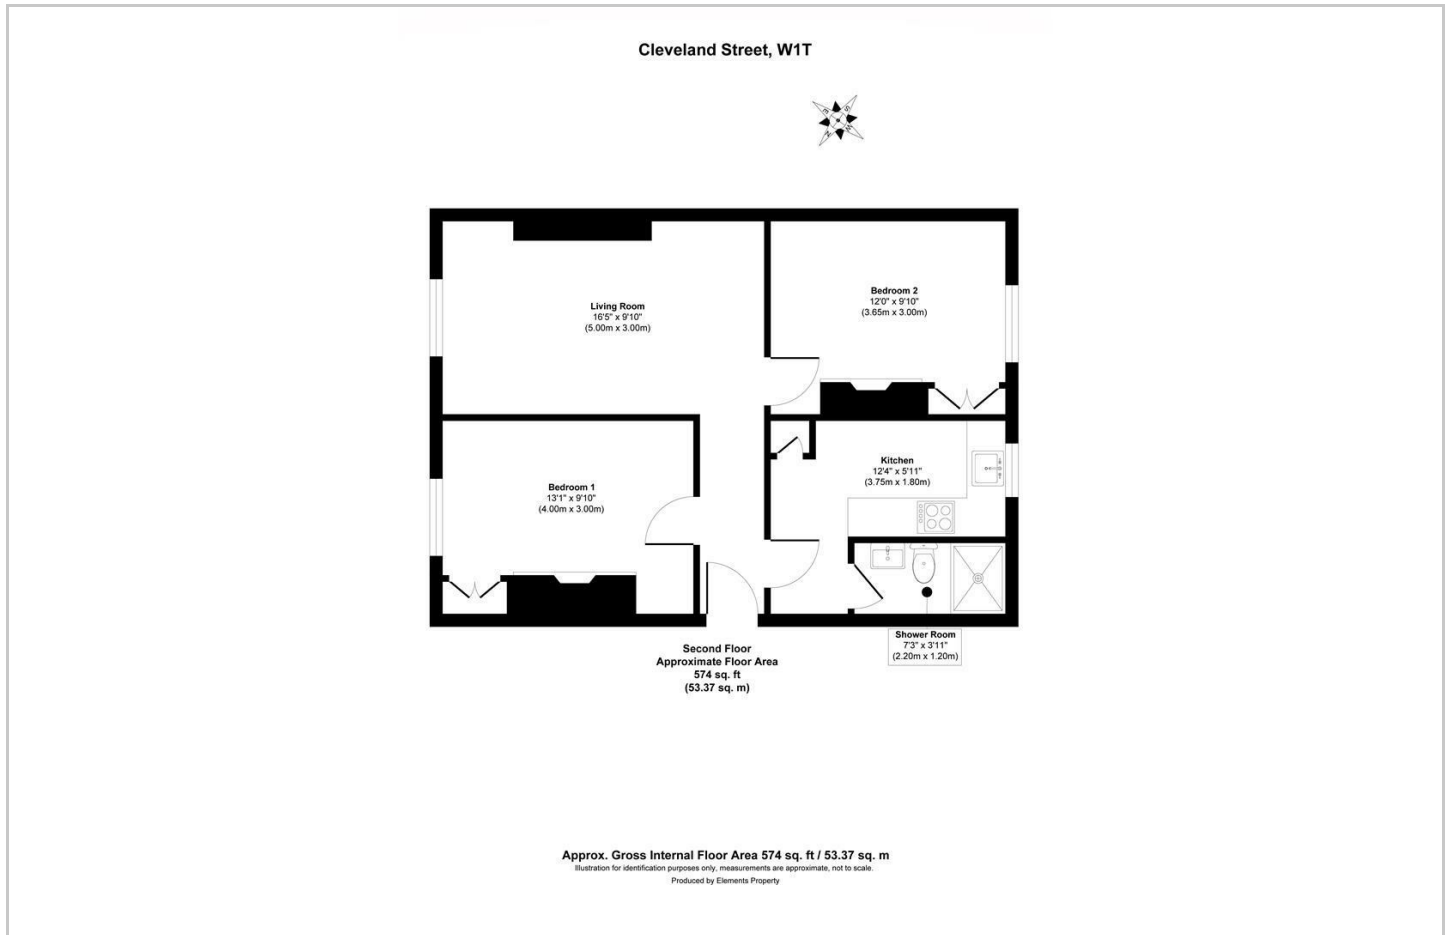 Cleveland Street, W1T
S
E
W
N
Living Room
16'5" x 9'10"
(5.00m x 3.00m)
Bedroom 2
12'0" x 9'10"
(3.65m x 3.00m)
Kitchen
12'4" x 5'11"
(3.75m x 1.80m)
Bedroom 1
13'1" x 9'10"
(4.00m x 3.00m)
Shower Room
7'3" x 3'11"
(2.20m x 1.20m)
Second Floor
Approximate Floor Area
574 sq. ft
(53.37 sq. m)
Approx. Gross Internal Floor Area 574 sq. ft / 53.37 sq. m
Illustration for identification purposes only, measurements are approximate, not to scale.
Produced by Elements Property